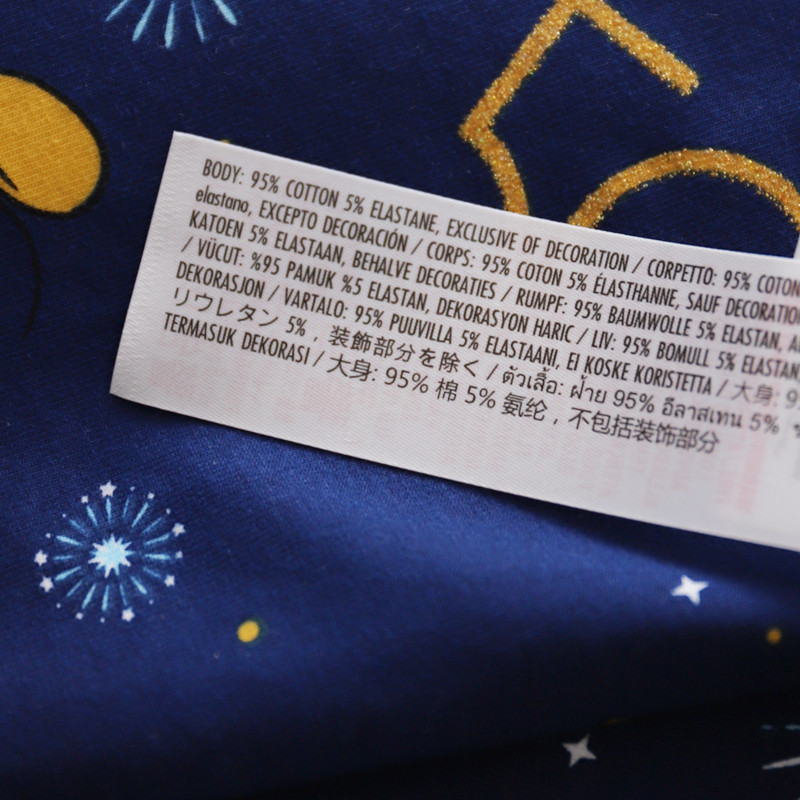 BODY: 95% COTTON 5% ELASTANE, EXCLUSIVE OF DECORATION / CORPETTO: 95% COTON
elastano, EXCEPTO DECORACIÓN / CORPS: 95% COTON 5% ÉLASTHANNE, SAUF DECORATION
KATOEN 5% ELASTAAN, BEHALVE DECORATIES / RUMPF: 95% BAUMWOLLE 5% ELASTAN,
/ VÜCUT: %95 PAMUK %5 ELASTAN, DEKORASYON HARIC / LIV: 95% BOMULL 5% ELASTAN
DEKORASJON / VARTALO: 95% PUUVILLA 5% ELASTAANI, EI KOSKE KORISTETTA / 大身:
リウレタン 5%，装飾部分を除く / ตัวเสื้อ: ฝ้าย 95% อีลาสเทน 5%
TERMASUK DEKORASI / 大身: 95% 棉 5% 氨纶，不包括装饰部分